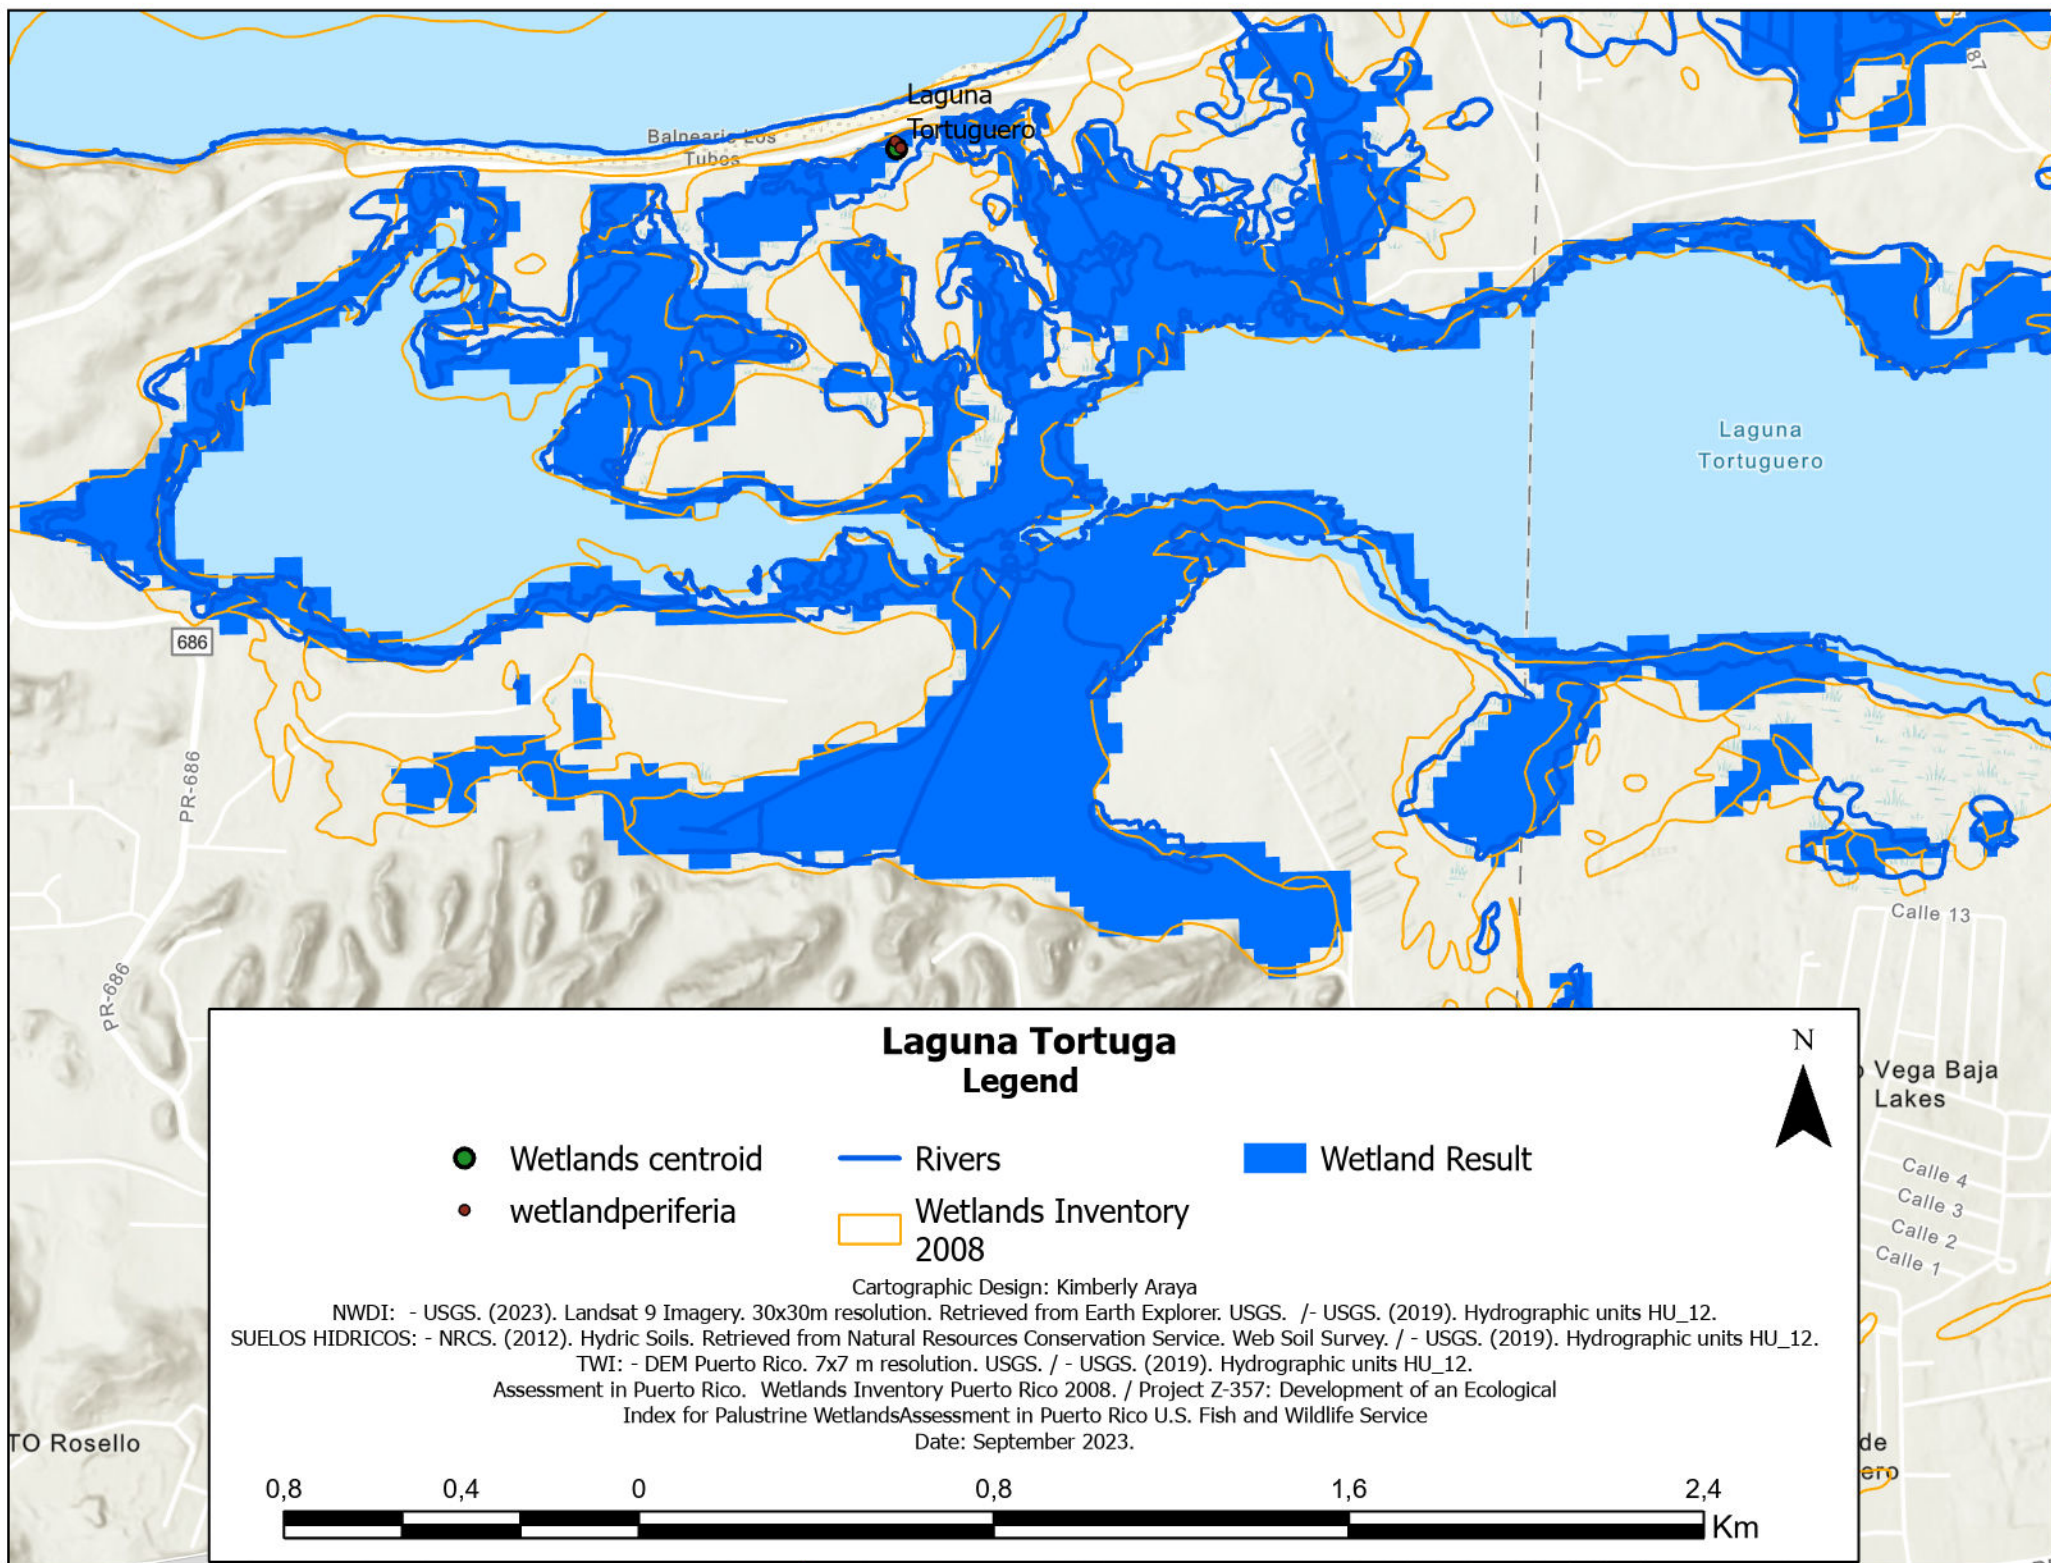 87
Laguna
Tortuguero
Balneario Los
Tubos
Laguna
Tortuguero
686
PR-686
Calle 13
PR-686
Laguna Tortuga
Legend
N
Vega Baja
Lakes
Wetlands centroid
Rivers
Wetland Result
wetlandperiferia
Wetlands Inventory
2008
Calle 4
Calle 3
Calle 2
Calle 1
Cartographic Design: Kimberly Araya
NWDI: - USGS. (2023). Landsat 9 Imagery. 30x30m resolution. Retrieved from Earth Explorer. USGS. /- USGS. (2019). Hydrographic units HU_12.
SUELOS HIDRICOS: - NRCS. (2012). Hydric Soils. Retrieved from Natural Resources Conservation Service. Web Soil Survey. / - USGS. (2019). Hydrographic units HU_12.
TWI: - DEM Puerto Rico. 7x7 m resolution. USGS. / - USGS. (2019). Hydrographic units HU_12.
Assessment in Puerto Rico. Wetlands Inventory Puerto Rico 2008. / Project Z-357: Development of an Ecological
Index for Palustrine WetlandsAssessment in Puerto Rico U.S. Fish and Wildlife Service
Date: September 2023.
TO Rosello
de
ero
0,8 0,4 0 0,8 1,6 2,4
Km